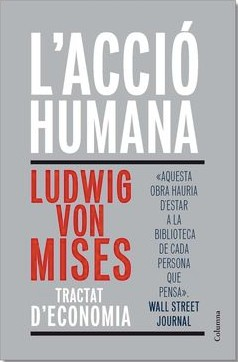 L'ACCIÓ
HUMANA
LUDWIG
VON
MISES
TRACTAT
D'ECONOMIA
«AQUESTA
OBRA HAURIA
D'ESTAR
A LA
BIBLIOTECA
DE CADA
PERSONA
QUE
PENSA».
WALL STREET
JOURNAL
Columna